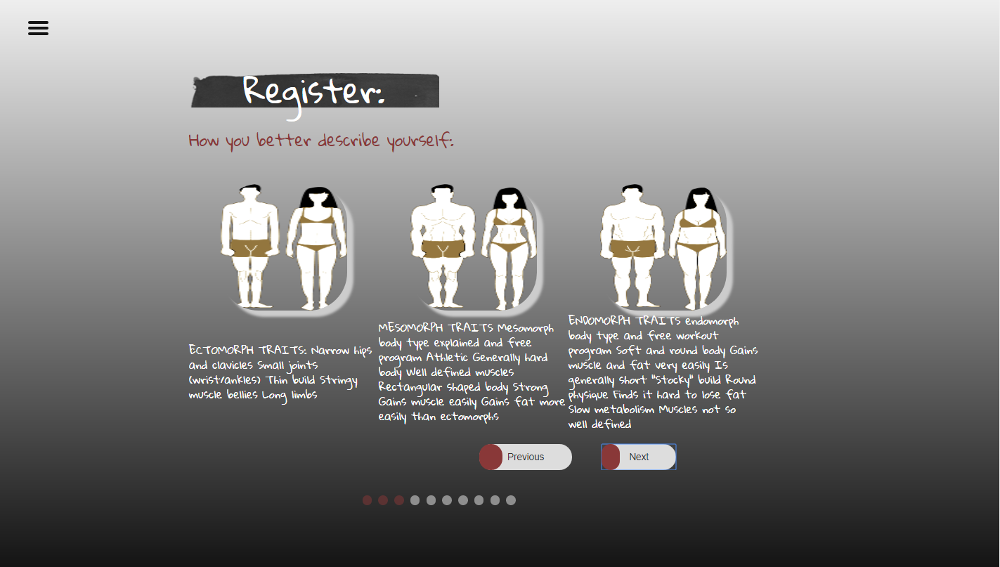 Register:
How you better describe yourself:
ECTOMORPH TRAITS: Narrow hips
and clavicles Small joints
(wrist/ankles) Thin build Stringy
muscle bellies Long limbs
MESOMORPH TRAITS Mesomorph
body type explained and free
program Athletic Generally hard
body Well defined muscles
Rectangular shaped body Strong
Gains muscle easily Gains fat more
easily than ectomorphs
ENDOMORPH TRAITS endomorph
body type and free workout
program Soft and round body Gains
muscle and fat very easily Is
generally short "Stocky" build Round
physique Finds it hard to lose fat
Slow metabolism Muscles not so
well defined
Previous
Next